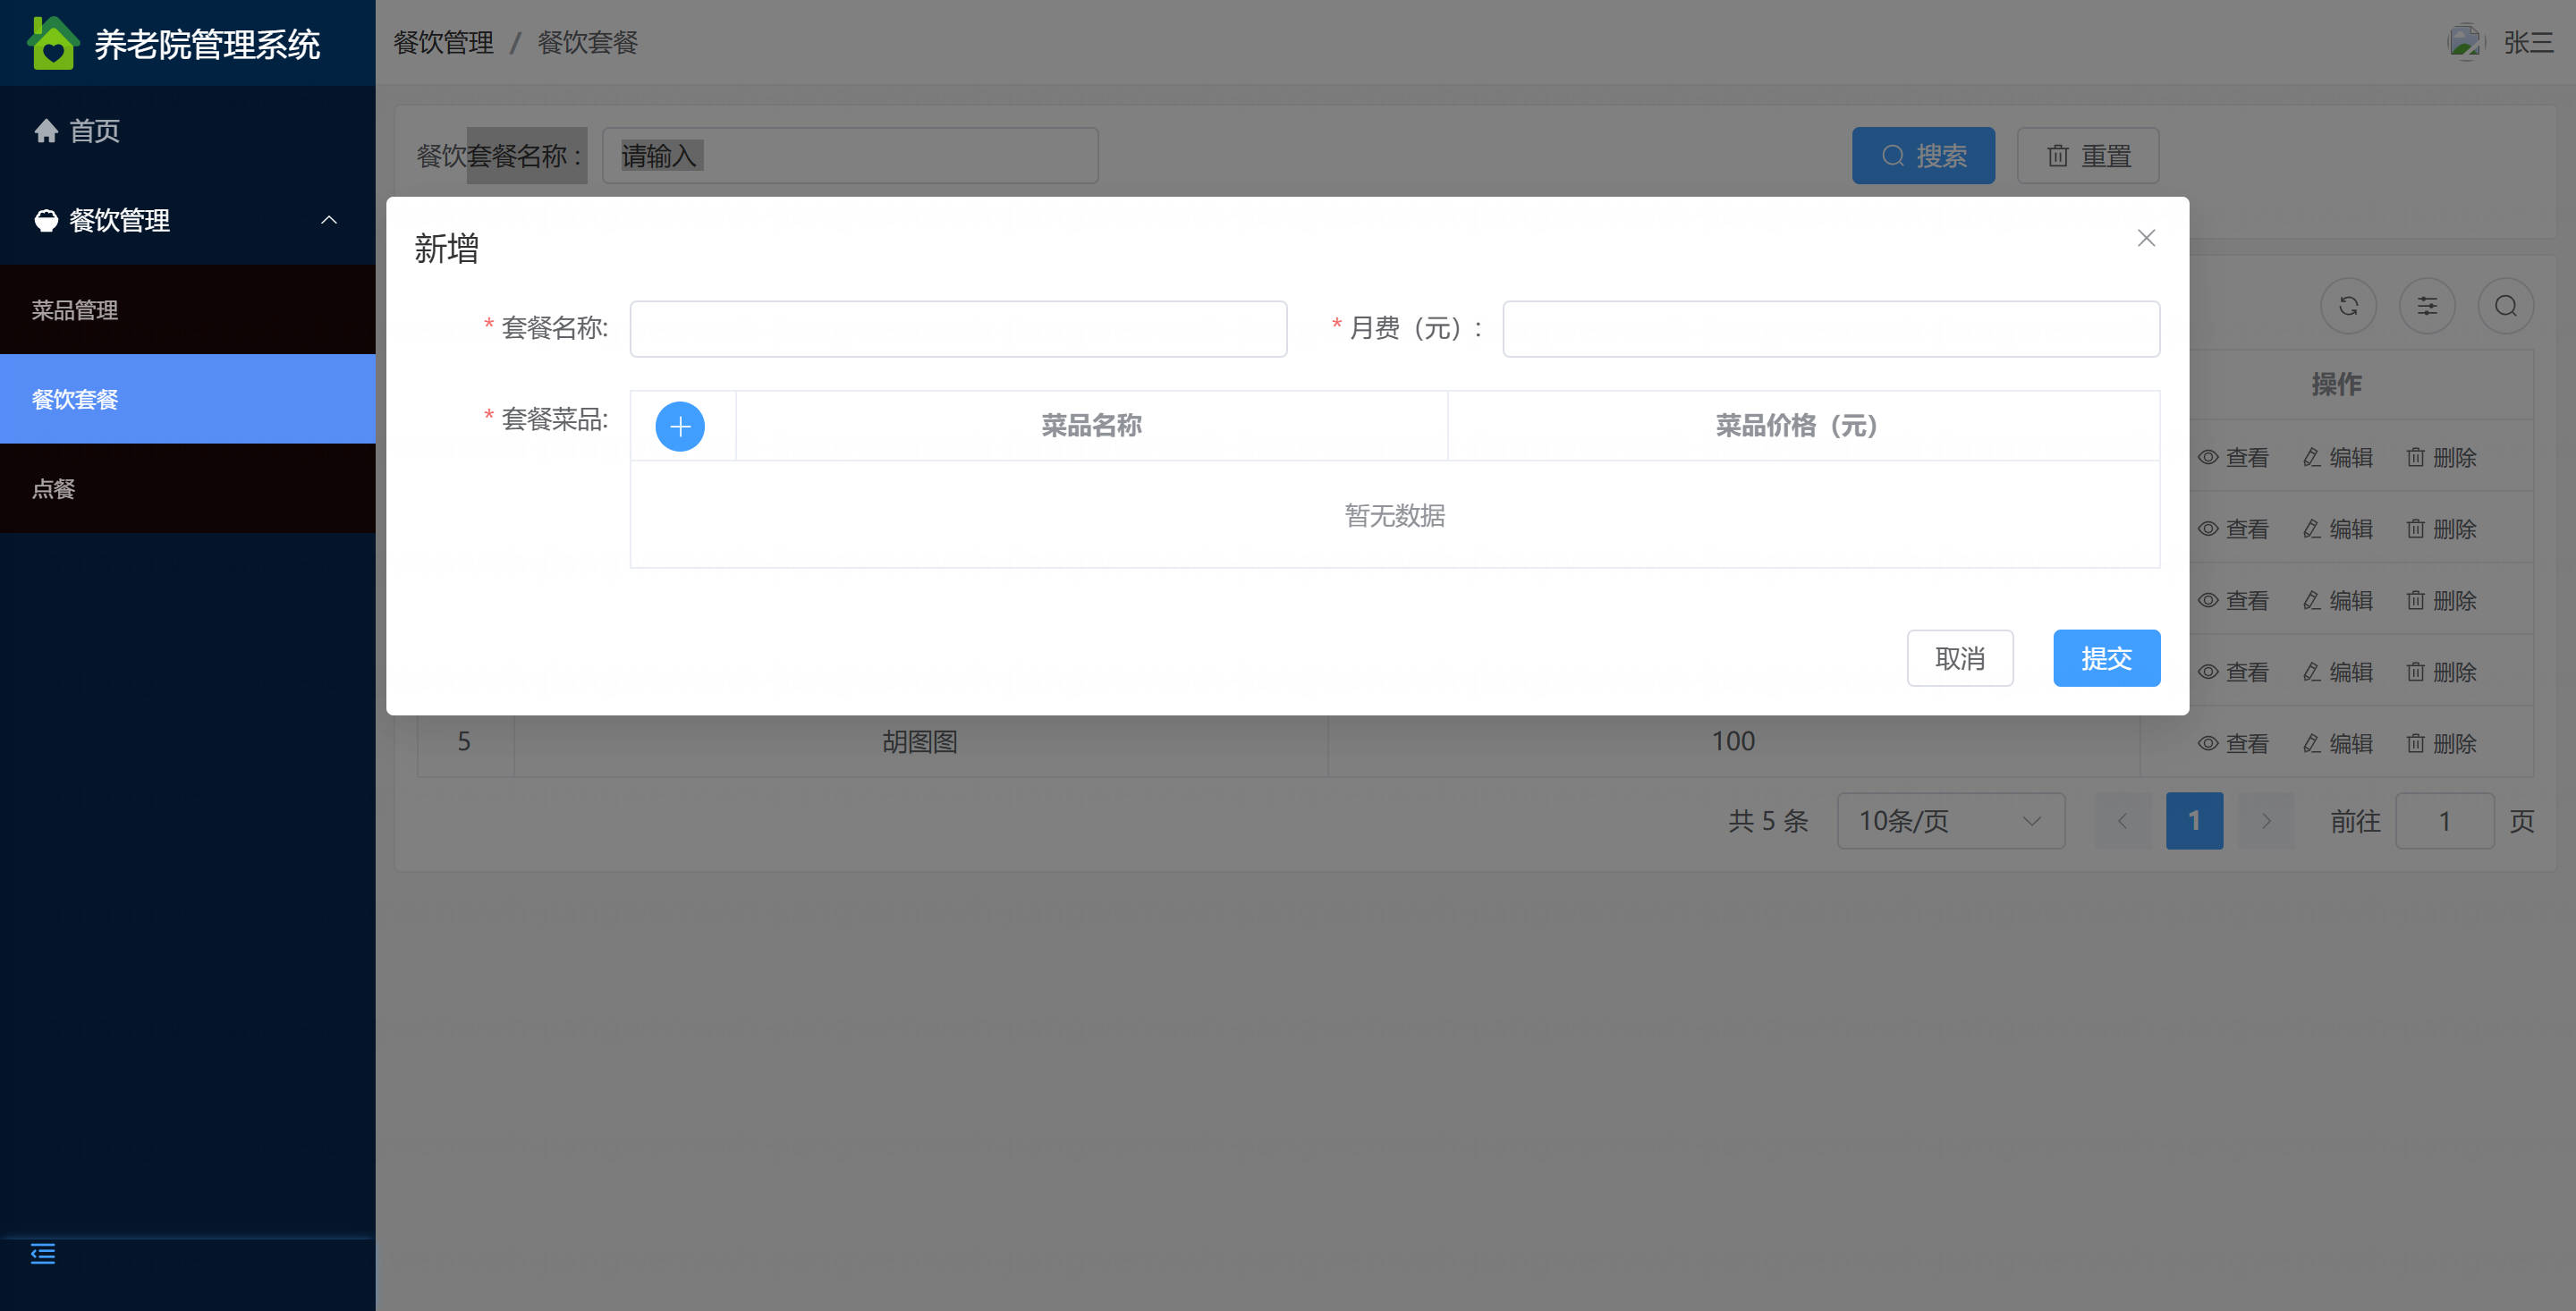 养老院管理系统
餐饮管理 / 餐饮套餐
张三
首页
餐饮管理
菜品管理
餐饮套餐
点餐
餐饮套餐名称 :
请输入
搜索
重置
新增
* 套餐名称:
* 月费（元）:
* 套餐菜品:
菜品名称
菜品价格（元）
暂无数据
取消
提交
操作
查看 编辑 删除
查看 编辑 删除
查看 编辑 删除
查看 编辑 删除
5 胡图图 100 查看 编辑 删除
共 5 条 10条/页 1 前往 1 页